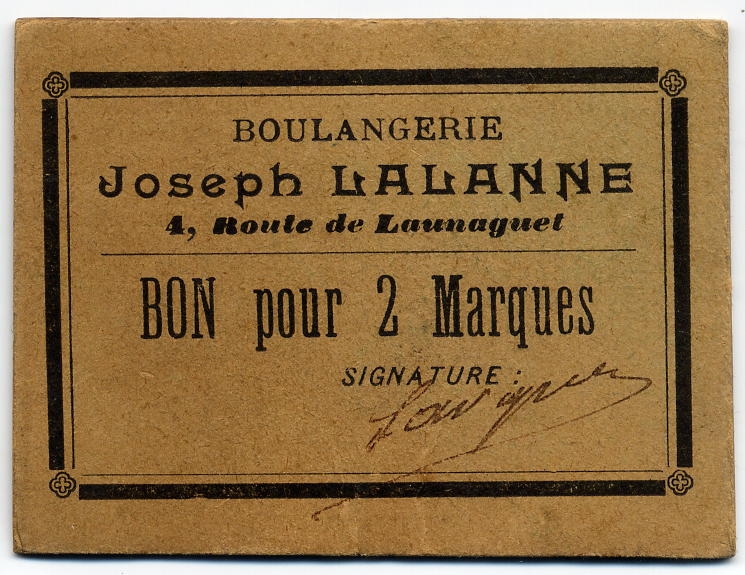 BOULANGERIE
Joseph LALANNE
4, Route de Launaguet
BON pour 2 Marques
SIGNATURE :